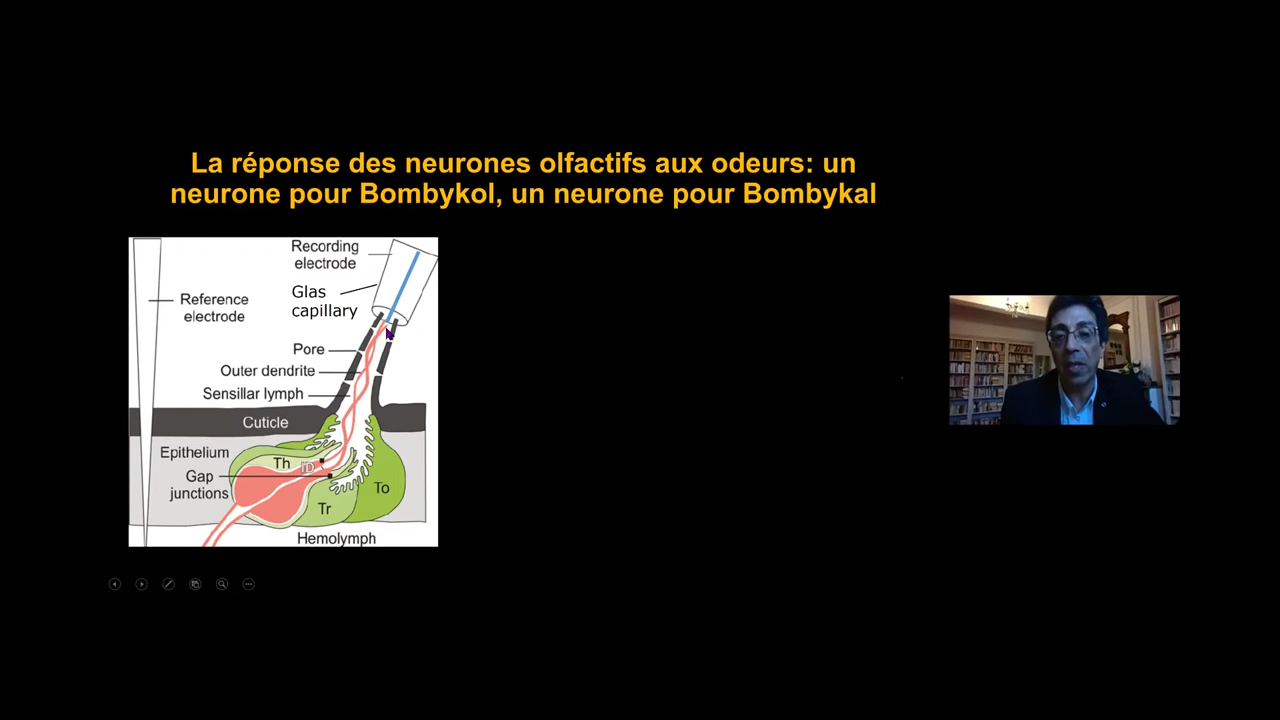 La réponse des neurones olfactifs aux odeurs: un
neurone pour Bombykol, un neurone pour Bombykal
Recording
electrode
Glas
capillary
Reference
electrode
Pore
Outer dendrite
Sensillar lymph
Cuticle
Epithelium
Th
ID
Gap
junctions
To
Tr
Hemolymph